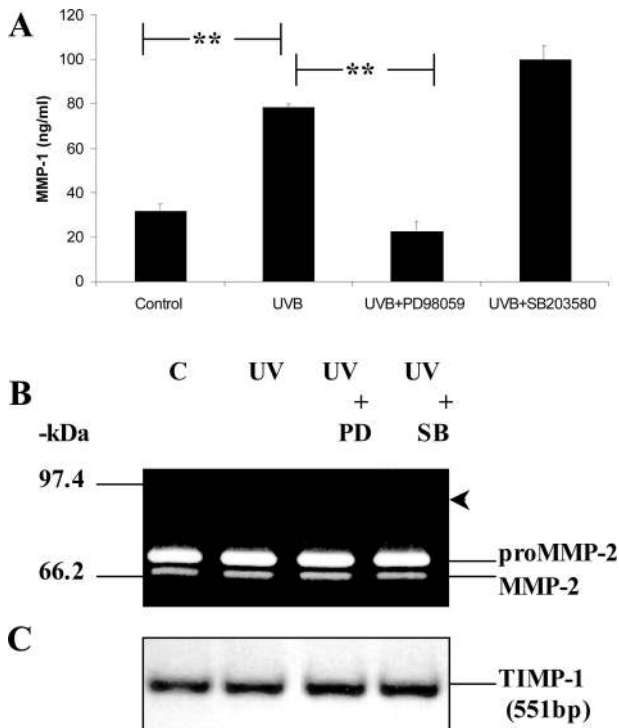 A
120
100
80
60
40
20
0
MMP-1 (ng/ml)
**
**
Control UVB UVB+PD98059 UVB+SB203580
B
C UV UV UV
+ +
-kDa PD SB
97.4
66.2
proMMP-2
MMP-2
C
TIMP-1
(551bp)